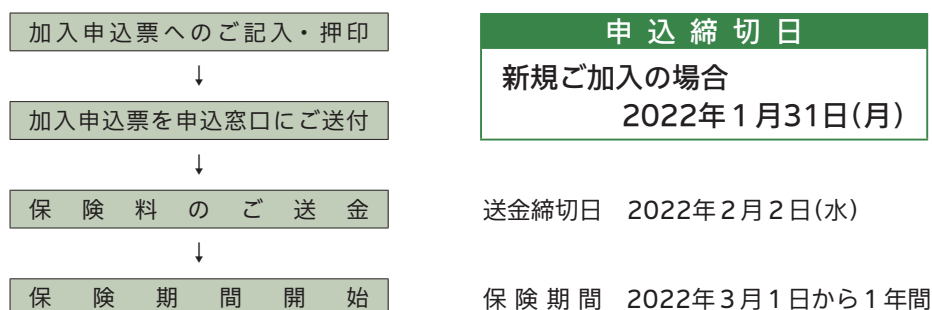 加入申込票へのご記入・押印
↓
加入申込票を申込窓口にご送付
↓
保険料のご送金
↓
保険期間開始
申込締切日
新規ご加入の場合
2022年1月31日(月)
送金締切日 2022年2月2日(水)
保険期間 2022年3月1日から1年間